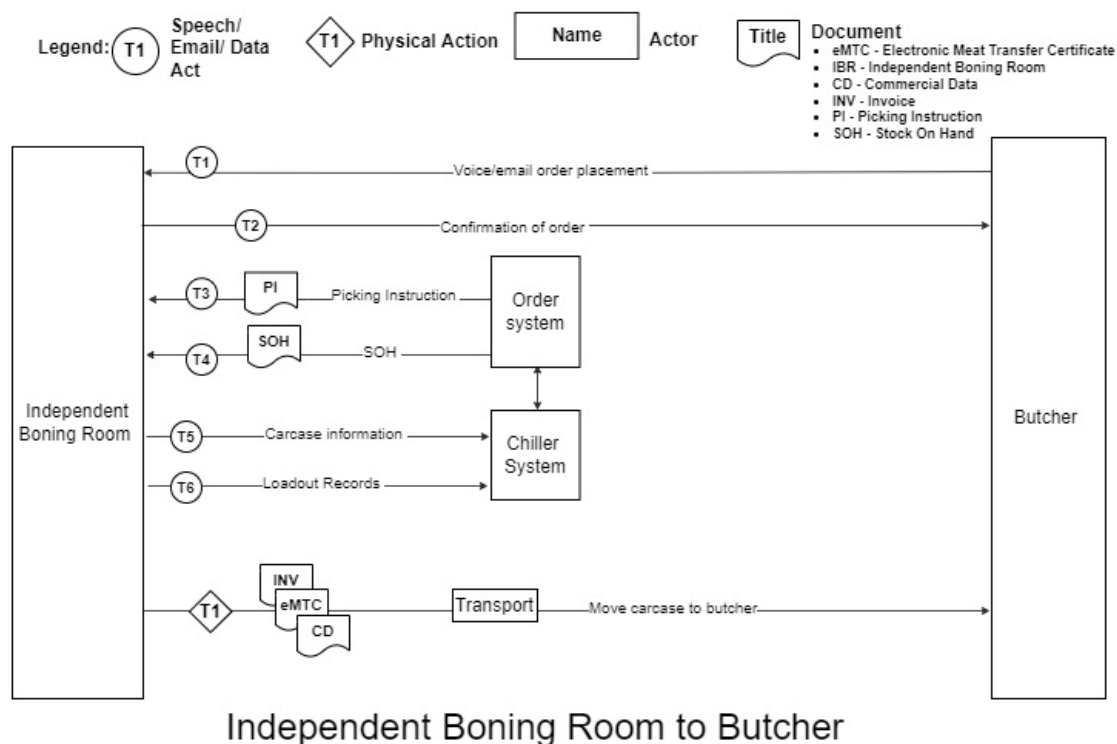 Legend:
T1
Speech/
Email/ Data
Act
T1
Physical Action
Name
Actor
Title
Document
• eMTC - Electronic Meat Transfer Certificate
• IBR - Independent Boning Room
• CD - Commercial Data
• INV - Invoice
• PI - Picking Instruction
• SOH - Stock On Hand
T1
Voice/email order placement
T2
Confirmation of order
T3
PI
Picking Instruction
Order
system
T4
SOH
SOH
Independent
Boning Room
Butcher
T5
Carcase information
Chiller
System
T6
Loadout Records
T1
INV
eMTC
CD
Transport
Move carcase to butcher
Independent Boning Room to Butcher